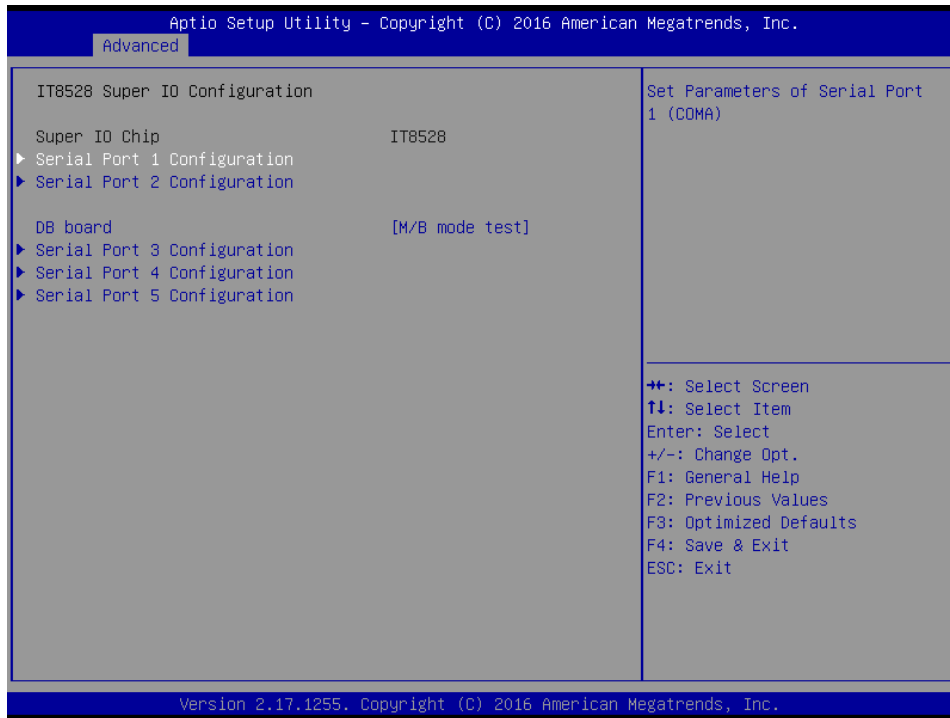 Aptio Setup Utility – Copyright (C) 2016 American Megatrends, Inc.
Advanced
IT8528 Super IO Configuration
Super IO Chip IT8528
▶ Serial Port 1 Configuration
▶ Serial Port 2 Configuration
DB board [M/B mode test]
▶ Serial Port 3 Configuration
▶ Serial Port 4 Configuration
▶ Serial Port 5 Configuration
Set Parameters of Serial Port
1 (COMA)
→←: Select Screen
↑↓: Select Item
Enter: Select
+/-: Change Opt.
F1: General Help
F2: Previous Values
F3: Optimized Defaults
F4: Save & Exit
ESC: Exit
Version 2.17.1255. Copyright (C) 2016 American Megatrends, Inc.